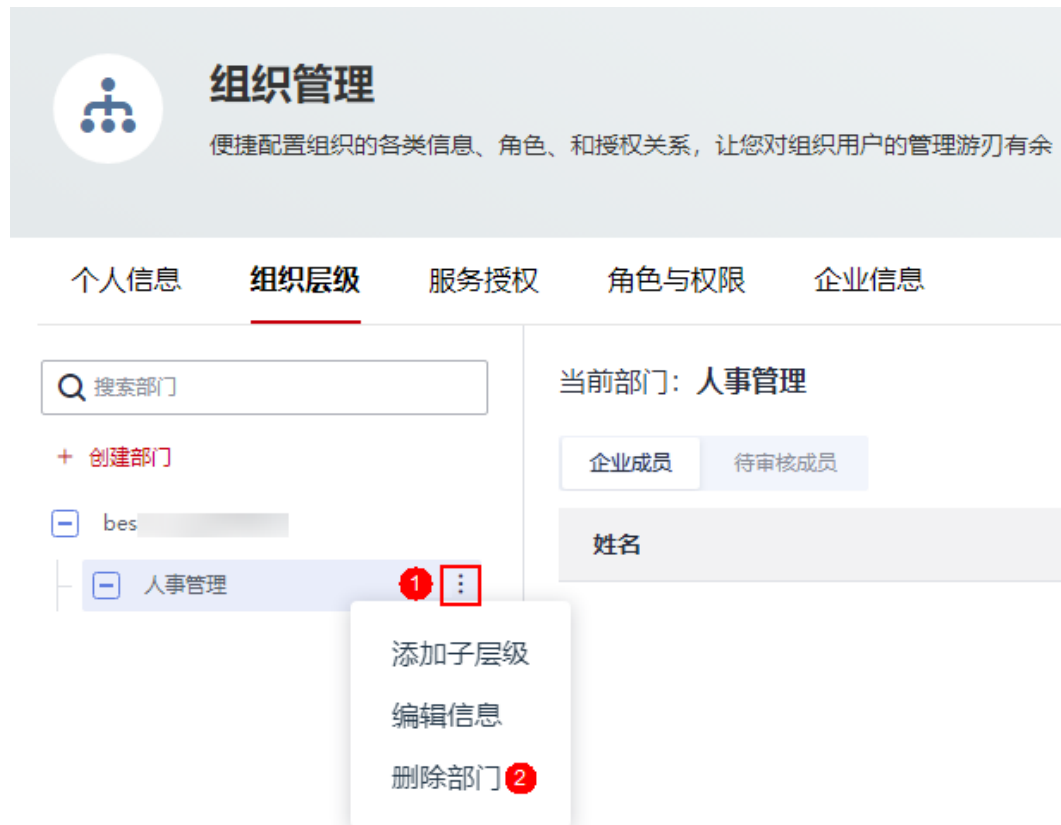 组织管理
便捷配置组织的各类信息、角色、和授权关系，让您对组织用户的管理游刃有余
个人信息 组织层级 服务授权 角色与权限 企业信息
搜索部门
当前部门：人事管理
+ 创建部门
企业成员 待审核成员
bes
姓名
人事管理 1
添加子层级
编辑信息
删除部门 2